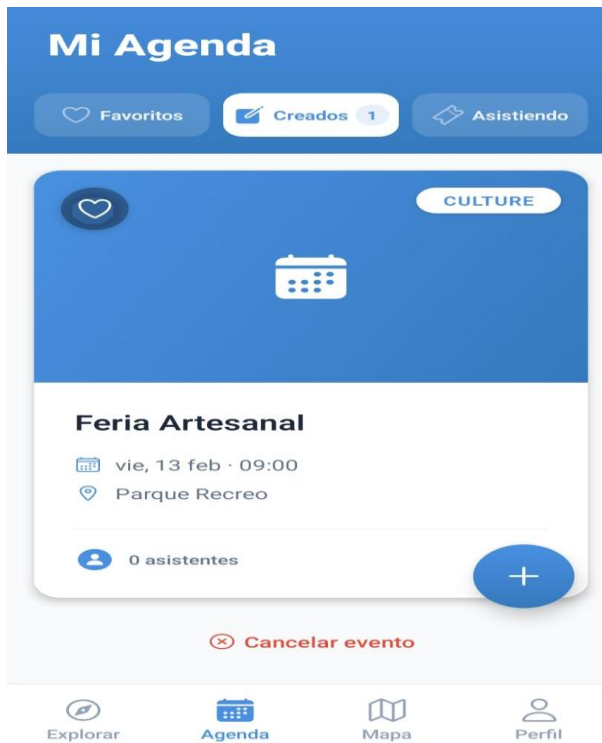 Mi Agenda
Favoritos Creados 1 Asistiendo
CULTURE
Feria Artesanal
vie, 13 feb · 09:00
Parque Recreo
0 asistentes
Cancelar evento
Explorar Agenda Mapa Perfil